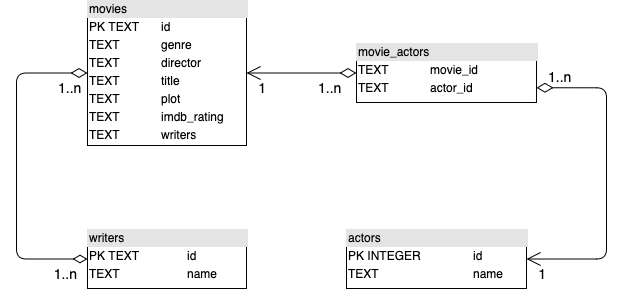 movies
PK TEXT id
TEXT genre
TEXT director
TEXT title
TEXT plot
TEXT imdb_rating
TEXT writers
1..n
1
1..n
movie_actors
TEXT movie_id
TEXT actor_id
1..n
writers
PK TEXT id
TEXT name
1..n
actors
PK INTEGER id
TEXT name
1